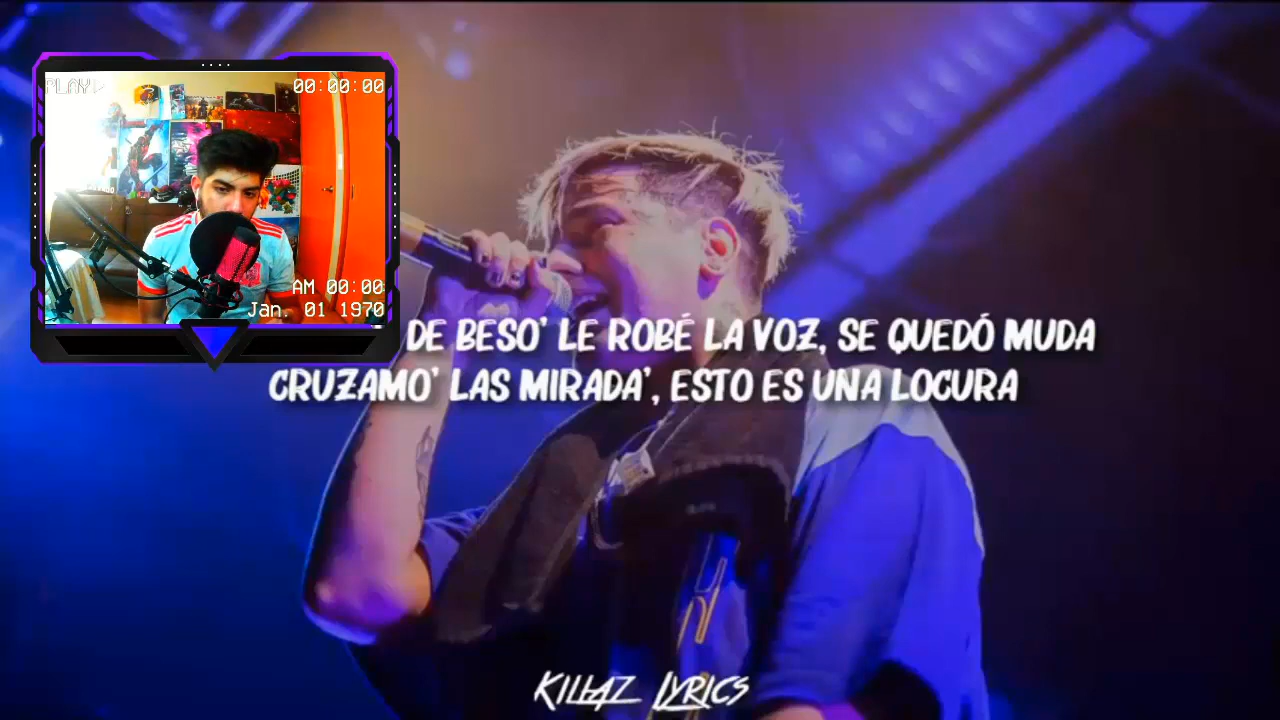 PLAY
00:00:00
AM 00:00
Jan. 01 1970
DE BESO' LE ROBÉ LA VOZ, SE QUEDÓ MUDA
CRUZAMO' LAS MIRADA', ESTO ES UNA LOCURA
KILLAZ LYRICS